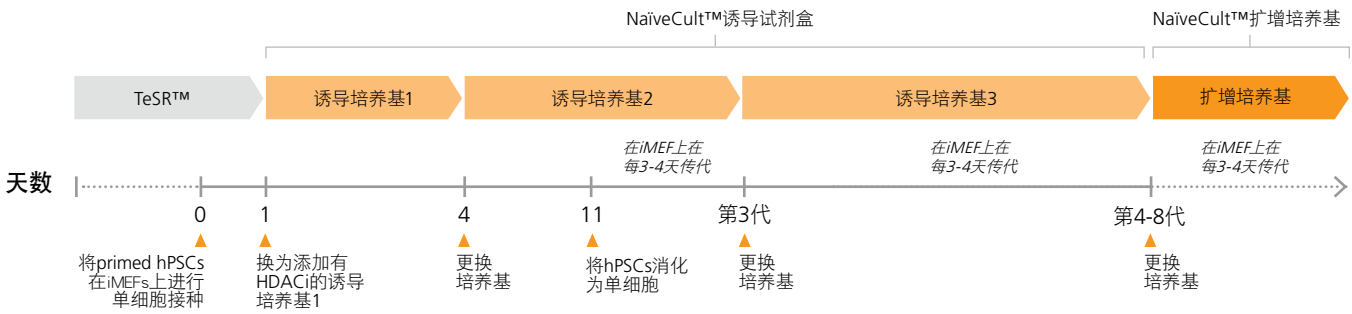 NaïveCult™诱导试剂盒
NaïveCult™扩增培养基
TeSR™
诱导培养基1
诱导培养基2
诱导培养基3
扩增培养基
在iMEF上在
每3-4天传代
在iMEF上在
每3-4天传代
在iMEF上在
每3-4天传代
天数
0
1
4
11
第3代
第4-8代
将primed hPSCs
在iMEFs上进行
单细胞接种
换为添加有
HDACi的诱导
培养基1
更换
培养基
将hPSCs消化
为单细胞
更换
培养基
更换
培养基